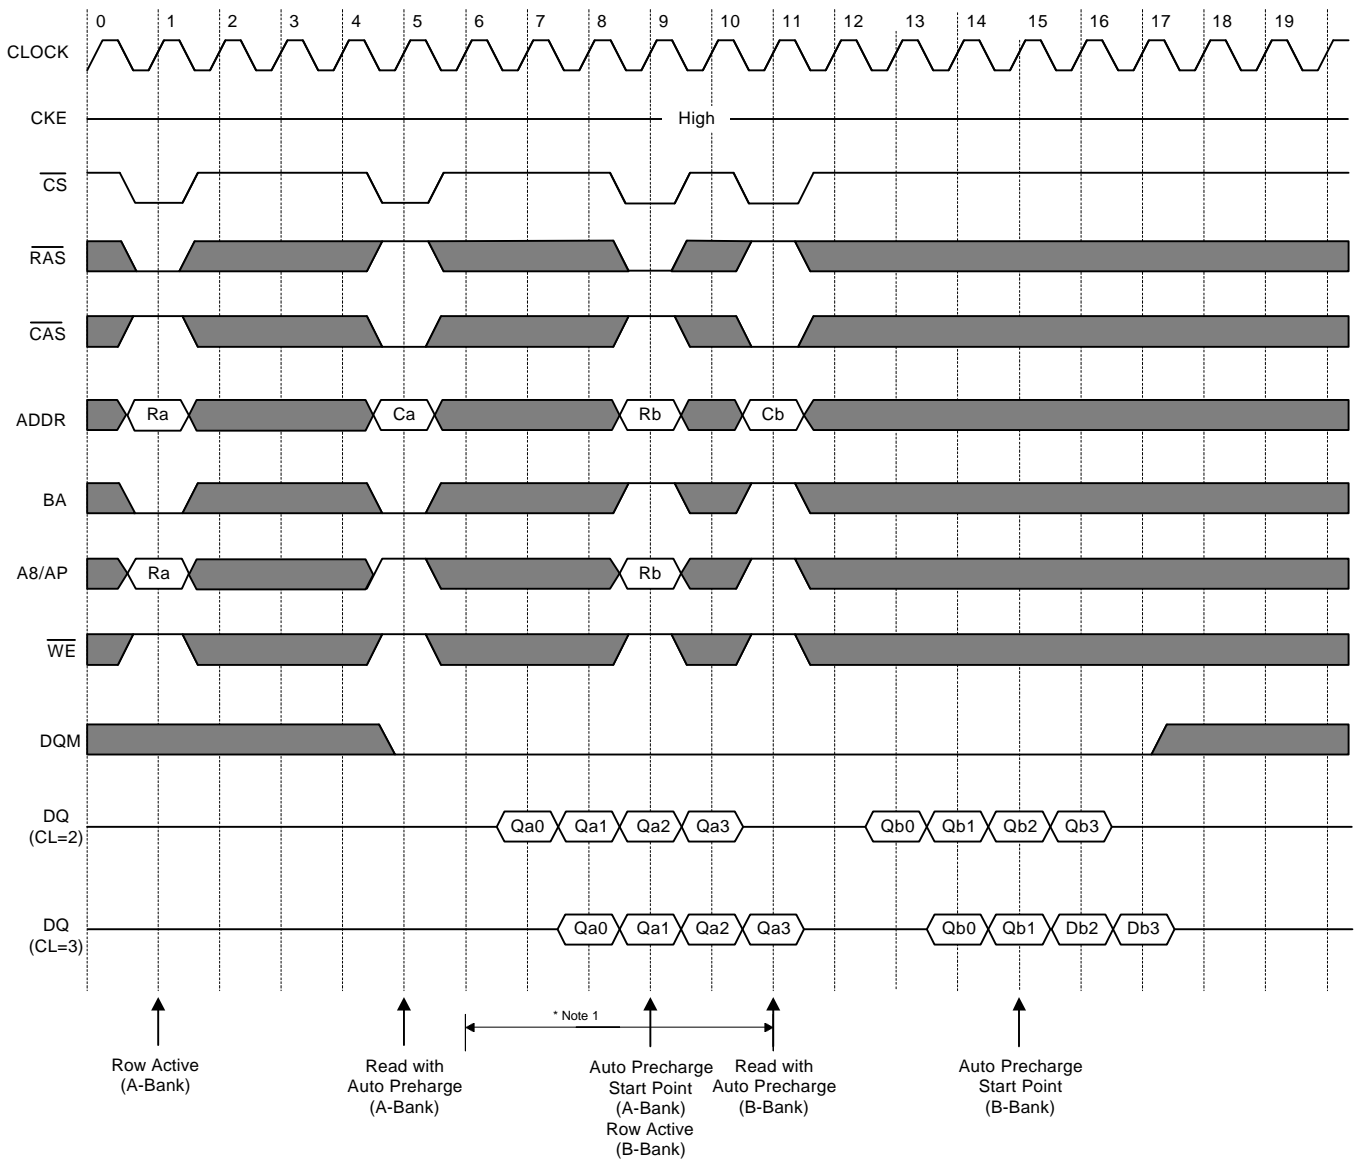 0 1 2 3 4 5 6 7 8 9 10 11 12 13 14 15 16 17 18 19
CLOCK
CKE
High
CS
RAS
CAS
ADDR
Ra Ca Rb Cb
BA
A8/AP
Ra Rb
WE
DQM
DQ
(CL=2)
Qa0 Qa1 Qa2 Qa3 Qb0 Qb1 Qb2 Qb3
DQ
(CL=3)
Qa0 Qa1 Qa2 Qa3 Qb0 Qb1 Db2 Db3
* Note 1
Row Active
(A-Bank)
Read with
Auto Preharge
(A-Bank)
Auto Precharge
Start Point
(A-Bank)
Row Active
(B-Bank)
Read with
Auto Precharge
(B-Bank)
Auto Precharge
Start Point
(B-Bank)